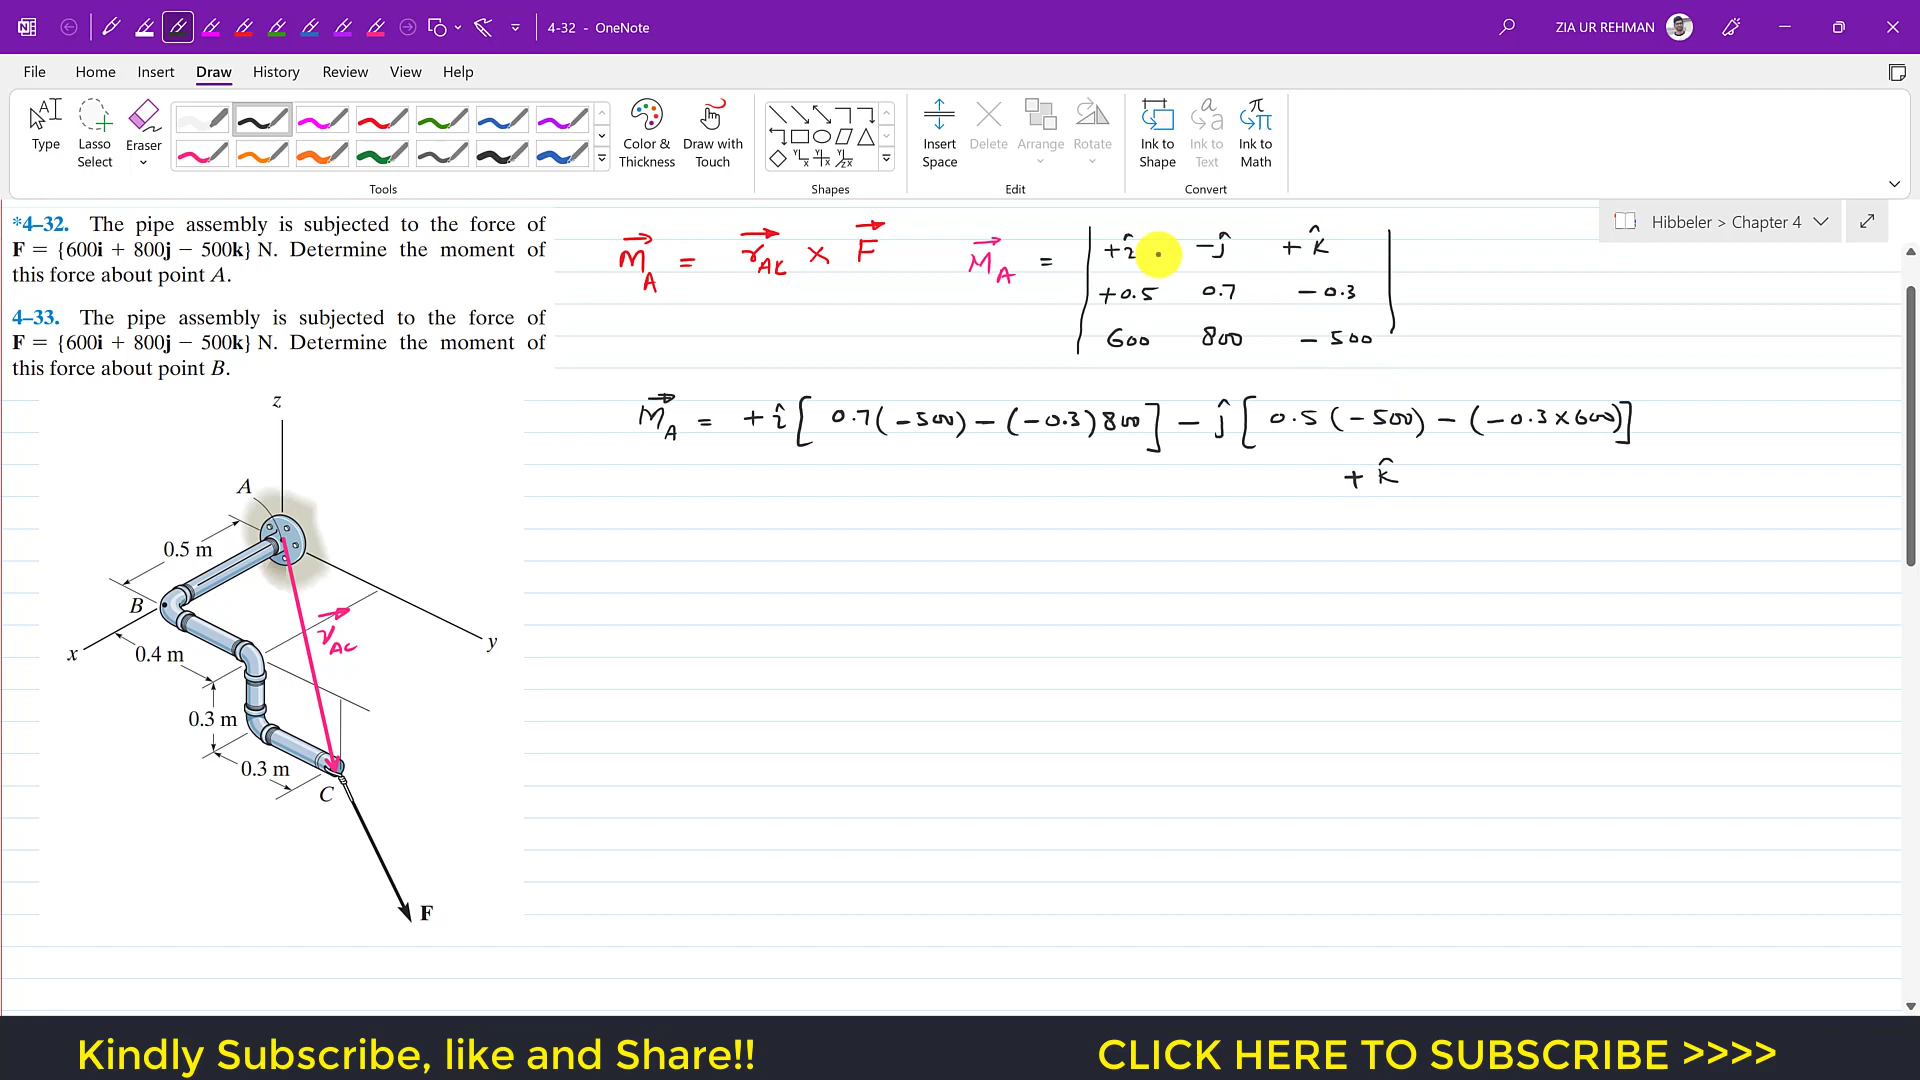 4-32 - OneNote
ZIA UR REHMAN
File Home Insert Draw History Review View Help
Type
Lasso Select
Eraser
Color & Thickness
Draw with Touch
Insert Space
Delete
Arrange
Rotate
Ink to Shape
Ink to Text
Ink to Math
Tools
Shapes
Edit
Convert
Hibbeler > Chapter 4
*4–32. The pipe assembly is subjected to the force of
F = {600i + 800j − 500k} N. Determine the moment of
this force about point A.
4–33. The pipe assembly is subjected to the force of
F = {600i + 800j − 500k} N. Determine the moment of
this force about point B.
M⃗_A = r⃗_AC × F⃗
M⃗_A = | +î −ĵ +k̂ |
| +0.5 0.7 −0.3 |
| 600 800 −500 |
M⃗_A = +î [ 0.7(−500) − (−0.3)800 ] − ĵ [ 0.5(−500) − (−0.3×600) ]
+ k̂
z
A
0.5 m
B
x
0.4 m
r⃗_AC
y
0.3 m
0.3 m
C
F
Kindly Subscribe, like and Share!!
CLICK HERE TO SUBSCRIBE >>>>